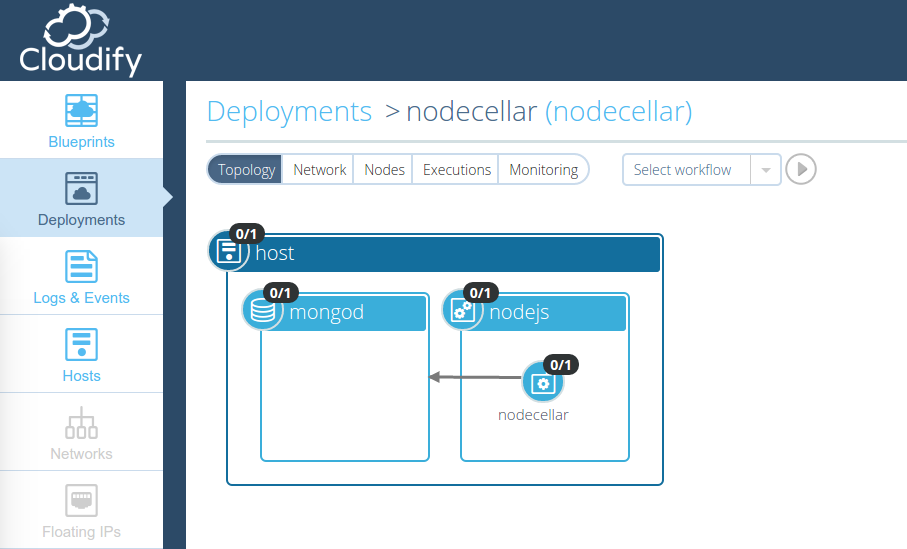 Cloudify
Blueprints
Deployments
Logs & Events
Hosts
Networks
Floating IPs
Deployments > nodecellar (nodecellar)
Topology Network Nodes Executions Monitoring Select workflow
0/1
host
0/1
mongod
0/1
nodejs
0/1
nodecellar